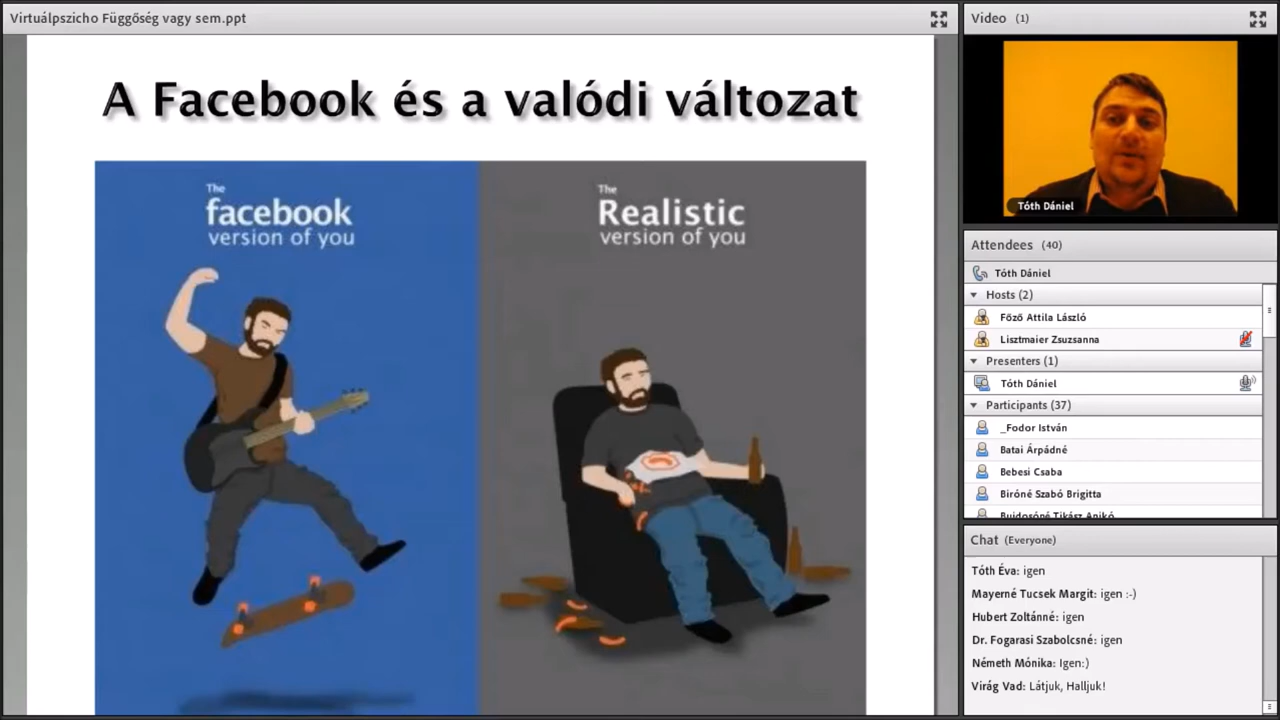 Virtuálpszicho Függőség vagy sem.ppt
A Facebook és a valódi változat
The
facebook
version of you
The
Realistic
version of you
Video (1)
Tóth Dániel
Attendees (40)
Tóth Dániel
Hosts (2)
Főző Attila László
Lisztmaier Zsuzsanna
Presenters (1)
Tóth Dániel
Participants (37)
_Fodor István
Batai Árpádné
Bebesi Csaba
Biróné Szabó Brigitta
Bujdosóné Tikász Anikó
Chat (Everyone)
Tóth Éva: igen
Mayerné Tucsek Margit: igen :-)
Hubert Zoltánné: igen
Dr. Fogarasi Szabolcsné: igen
Németh Mónika: Igen:)
Virág Vad: Látjuk, Halljuk!